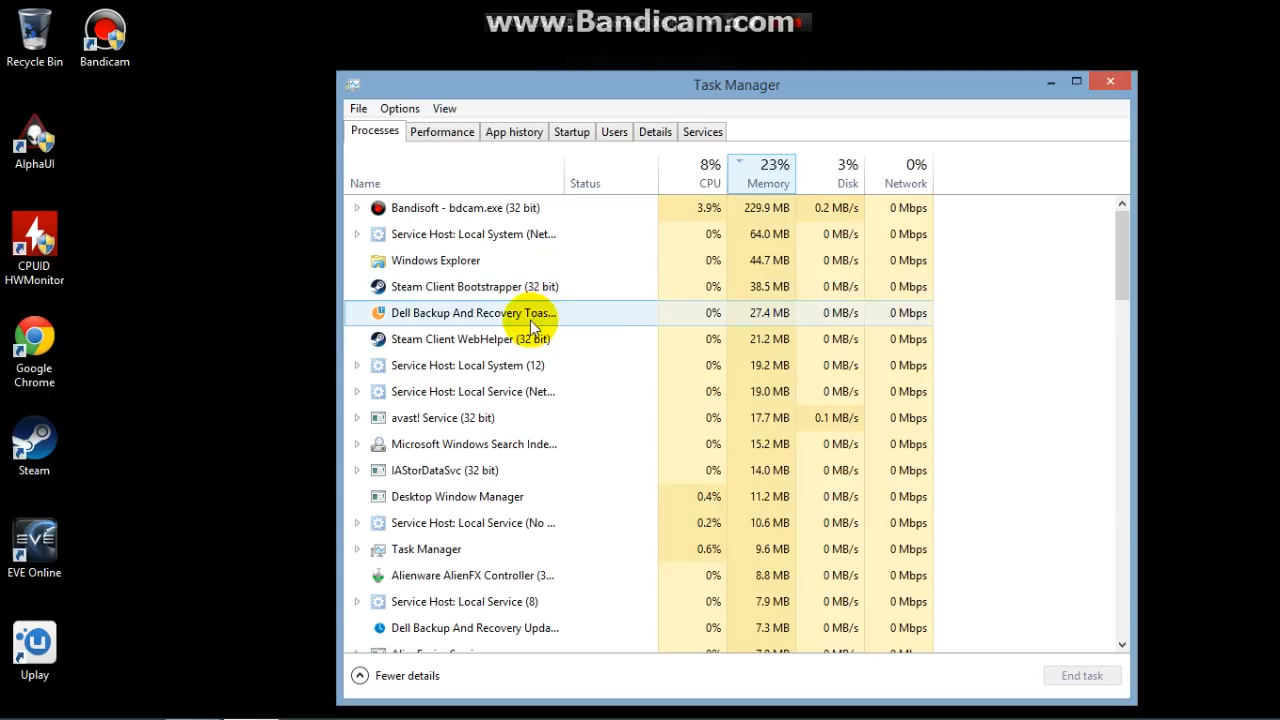 www.Bandicam.com
Recycle Bin
Bandicam
AlphaUI
CPUID
HWMonitor
Google
Chrome
Steam
EVE
EVE Online
Uplay
Task Manager
File Options View
Processes Performance App history Startup Users Details Services
8% 23% 3% 0%
Name Status CPU Memory Disk Network
Bandisoft - bdcam.exe (32 bit) 3.9% 229.9 MB 0.2 MB/s 0 Mbps
Service Host: Local System (Net... 0% 64.0 MB 0 MB/s 0 Mbps
Windows Explorer 0% 44.7 MB 0 MB/s 0 Mbps
Steam Client Bootstrapper (32 bit) 0% 38.5 MB 0 MB/s 0 Mbps
Dell Backup And Recovery Toas... 0% 27.4 MB 0 MB/s 0 Mbps
Steam Client WebHelper (32 bit) 0% 21.2 MB 0 MB/s 0 Mbps
Service Host: Local System (12) 0% 19.2 MB 0 MB/s 0 Mbps
Service Host: Local Service (Net... 0% 19.0 MB 0 MB/s 0 Mbps
avast! Service (32 bit) 0% 17.7 MB 0.1 MB/s 0 Mbps
Microsoft Windows Search Inde... 0% 15.2 MB 0 MB/s 0 Mbps
IAStorDataSvc (32 bit) 0% 14.0 MB 0 MB/s 0 Mbps
Desktop Window Manager 0.4% 11.2 MB 0 MB/s 0 Mbps
Service Host: Local Service (No ... 0.2% 10.6 MB 0 MB/s 0 Mbps
Task Manager 0.6% 9.6 MB 0 MB/s 0 Mbps
Alienware AlienFX Controller (3... 0% 8.8 MB 0 MB/s 0 Mbps
Service Host: Local Service (8) 0% 7.9 MB 0 MB/s 0 Mbps
Dell Backup And Recovery Upda... 0% 7.3 MB 0 MB/s 0 Mbps
Fewer details
End task